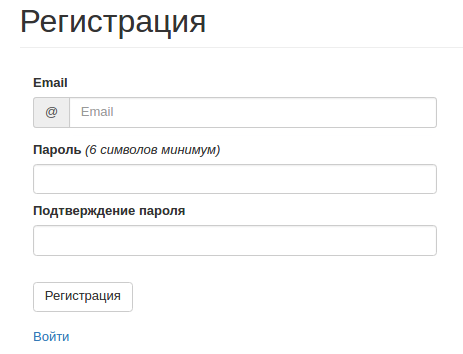 Регистрация
Email
@ Email
Пароль (6 символов минимум)
Подтверждение пароля
Регистрация
Войти